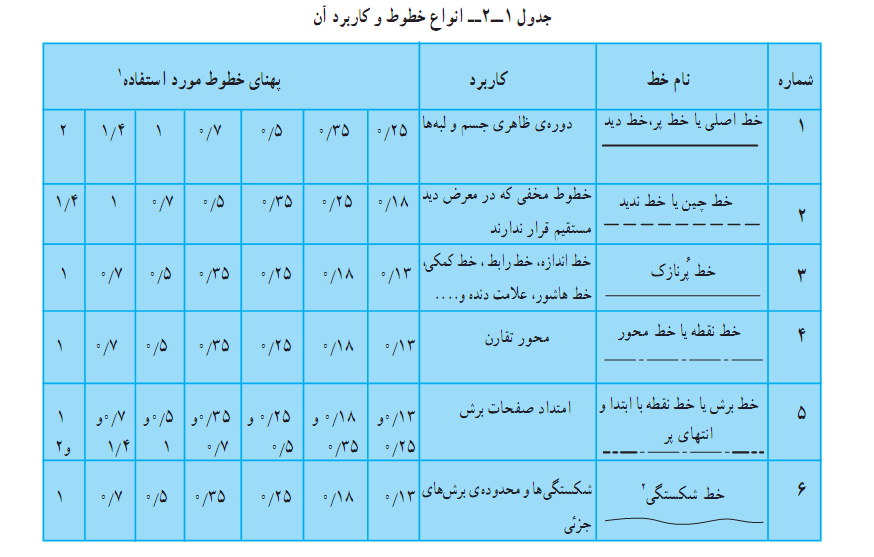 جدول ۱ــ۲ــ انواع خطوط و کاربرد آن
شماره نام خط کاربرد پهنای خطوط مورد استفاده۱
۱ خط اصلی یا خط پر،خط دید دوره‌ی ظاهری جسم و لبه‌ها ۰/۲۵ ۰/۳۵ ۰/۵ ۰/۷ ۱ ۱/۴ ۲
۲ خط چین یا خط ندید خطوط مخفی که در معرض دید ۰/۱۸ ۰/۲۵ ۰/۳۵ ۰/۵ ۰/۷ ۱ ۱/۴
مستقیم قرار ندارند
۳ خط پُرنازک خط اندازه، خط رابط ، خط کمکی، ۰/۱۳ ۰/۱۸ ۰/۲۵ ۰/۳۵ ۰/۵ ۰/۷ ۱
خط هاشور، علامت دنده و....
۴ خط نقطه یا خط محور محور تقارن ۰/۱۳ ۰/۱۸ ۰/۲۵ ۰/۳۵ ۰/۵ ۰/۷ ۱
۵ خط برش یا خط نقطه با ابتدا و امتداد صفحات برش ۰/۱۳و ۰/۱۸ و ۰/۲۵ و ۰/۳۵و ۰/۵و ۰/۷و ۱
انتهای پر ۰/۲۵ ۰/۳۵ ۰/۵ ۰/۷ ۱ ۱/۴ و۲
۶ خط شکستگی۲ شکستگی‌ها و محدوده‌ی برش‌های ۰/۱۳ ۰/۱۸ ۰/۲۵ ۰/۳۵ ۰/۵ ۰/۷ ۱
جزئی